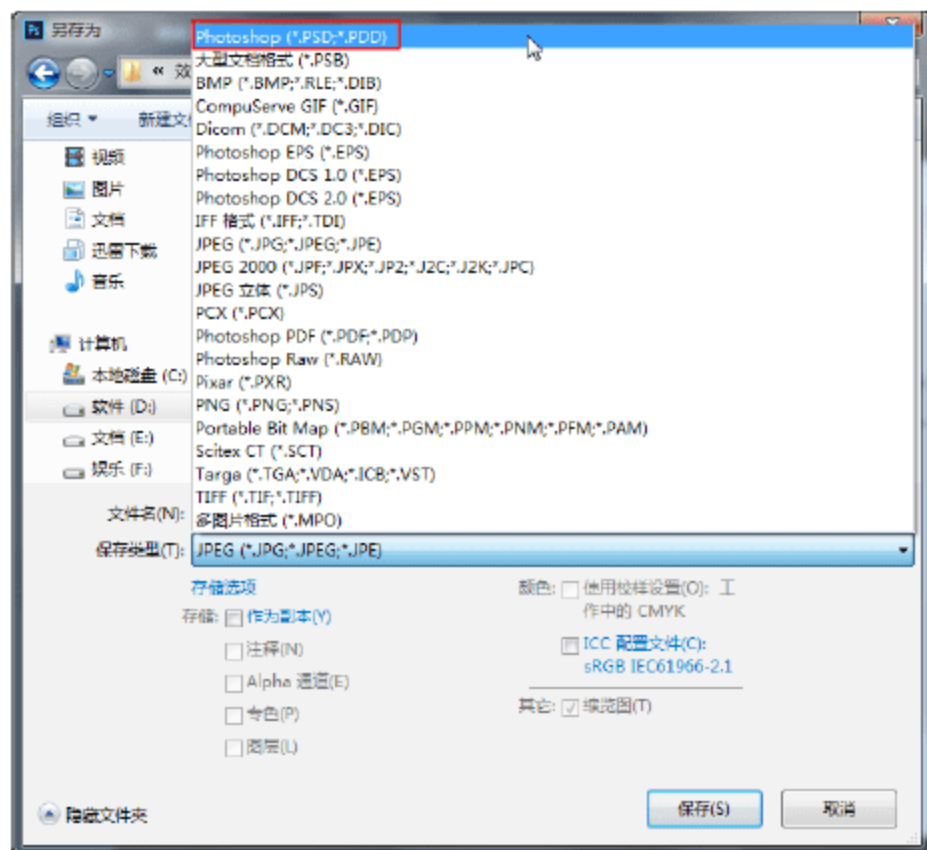 Ps 另存为
Photoshop (*.PSD;*.PDD)
大型文档格式 (*.PSB)
« 效
BMP (*.BMP;*.RLE;*.DIB)
CompuServe GIF (*.GIF)
组织 新建文
Dicom (*.DCM;*.DC3;*.DIC)
视频
Photoshop EPS (*.EPS)
Photoshop DCS 1.0 (*.EPS)
图片
Photoshop DCS 2.0 (*.EPS)
文档
IFF 格式 (*.IFF;*.TDI)
JPEG (*.JPG;*.JPEG;*.JPE)
迅雷下载
JPEG 2000 (*.JPF;*.JPX;*.JP2;*.J2C;*.J2K;*.JPC)
音乐
JPEG 立体 (*.JPS)
PCX (*.PCX)
计算机
Photoshop PDF (*.PDF;*.PDP)
Photoshop Raw (*.RAW)
本地磁盘 (C:)
Pixar (*.PXR)
软件 (D:)
PNG (*.PNG;*.PNS)
Portable Bit Map (*.PBM;*.PGM;*.PPM;*.PNM;*.PFM;*.PAM)
文档 (E:)
Scitex CT (*.SCT)
娱乐 (F:)
Targa (*.TGA;*.VDA;*.ICB;*.VST)
TIFF (*.TIF;*.TIFF)
文件名(N):
多图片格式 (*.MPO)
保存类型(T): JPEG (*.JPG;*.JPEG;*.JPE)
存储选项
存储: 作为副本(Y)
注释(N)
Alpha 通道(E)
专色(P)
图层(L)
颜色: 使用校样设置(O): 工
作中的 CMYK
ICC 配置文件(C):
sRGB IEC61966-2.1
其它: 缩览图(T)
隐藏文件夹
保存(S)
取消